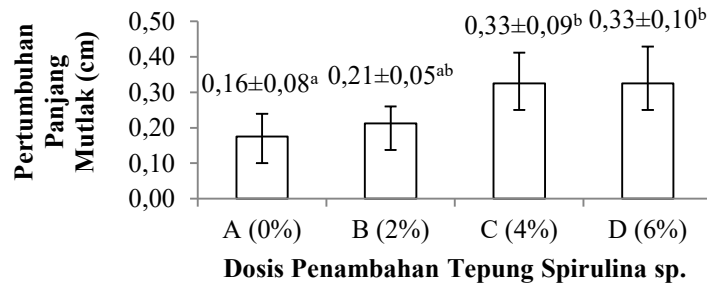 Pertumbuhan
Panjang
Mutlak (cm)
0,50
0,40
0,30
0,20
0,10
0,00
0,16±0,08ᵃ
0,21±0,05ᵃᵇ
0,33±0,09ᵇ
0,33±0,10ᵇ
A (0%)
B (2%)
C (4%)
D (6%)
Dosis Penambahan Tepung Spirulina sp.